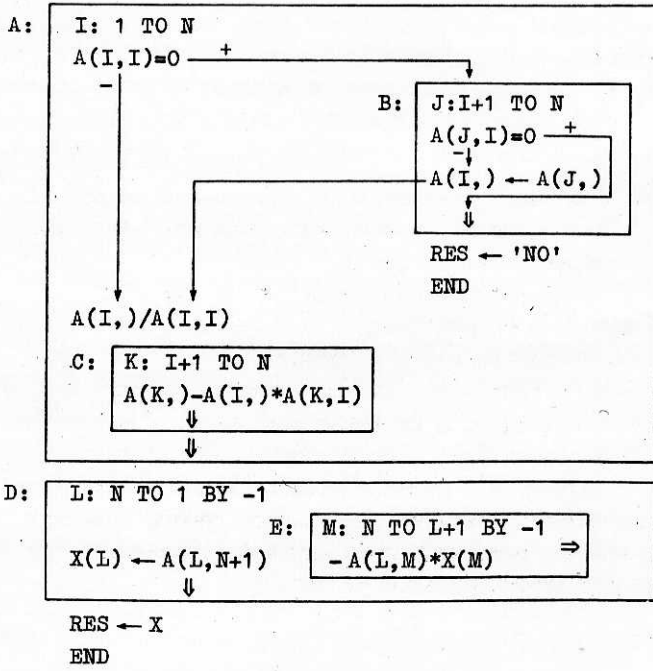 A: I: 1 TO N
A(I,I)=0 +
-
B: J:I+1 TO N
A(J,I)=0 +
-
A(I,) ← A(J,)
⇓
RES ← 'NO'
END
A(I,)/A(I,I)
C: K: I+1 TO N
A(K,)-A(I,)*A(K,I)
⇓
⇓
D: L: N TO 1 BY -1
E: M: N TO L+1 BY -1
X(L) ← A(L,N+1) - A(L,M)*X(M) ⇒
⇓
RES ← X
END